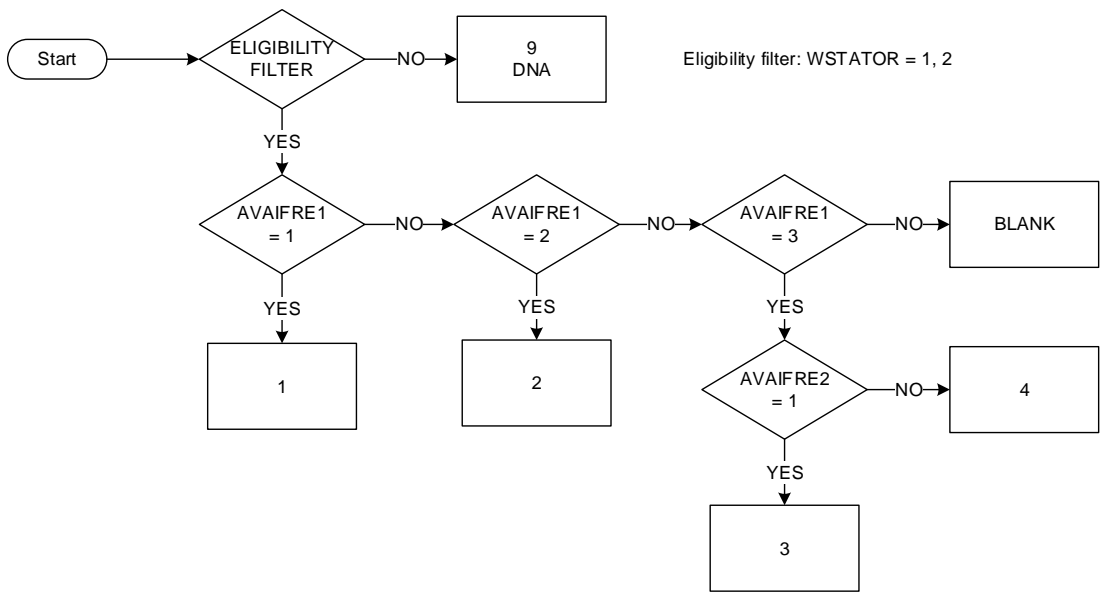 Start
ELIGIBILITY
FILTER
NO
9
DNA
Eligibility filter: WSTATOR = 1, 2
YES
AVAIFRE1
= 1
NO
AVAIFRE1
= 2
NO
AVAIFRE1
= 3
NO
BLANK
YES
YES
YES
1
2
AVAIFRE2
= 1
NO
4
YES
3